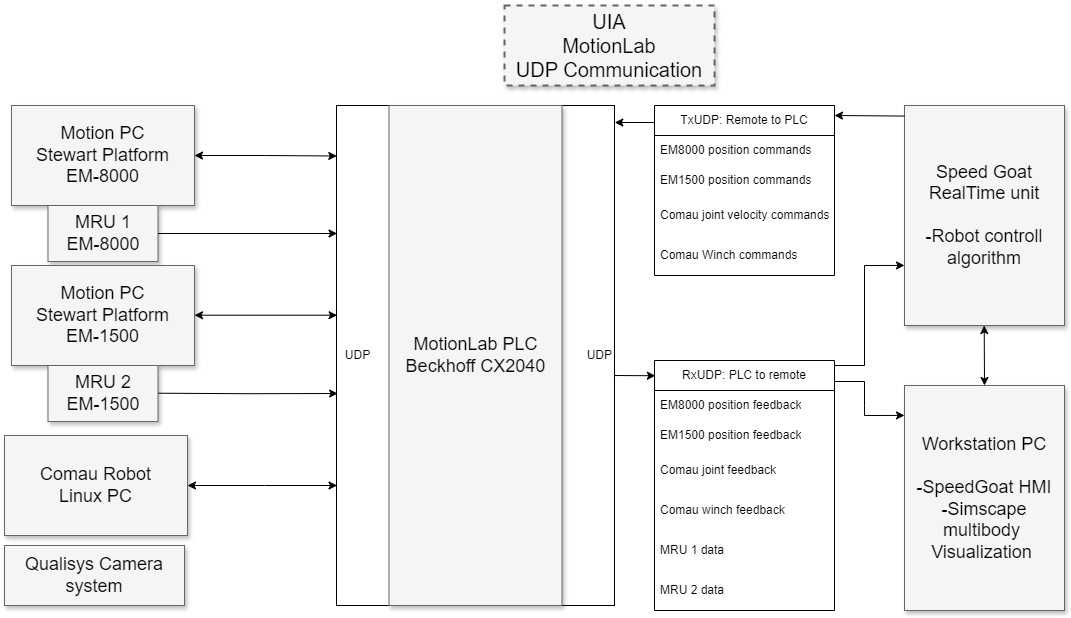 UIA
MotionLab
UDP Communication
Motion PC
Stewart Platform
EM-8000
MRU 1
EM-8000
Motion PC
Stewart Platform
EM-1500
MRU 2
EM-1500
Comau Robot
Linux PC
Qualisys Camera
system
UDP
MotionLab PLC
Beckhoff CX2040
UDP
TxUDP: Remote to PLC
EM8000 position commands
EM1500 position commands
Comau joint velocity commands
Comau Winch commands
RxUDP: PLC to remote
EM8000 position feedback
EM1500 position feedback
Comau joint feedback
Comau winch feedback
MRU 1 data
MRU 2 data
Speed Goat
RealTime unit
-Robot controll
algorithm
Workstation PC
-SpeedGoat HMI
-Simscape
multibody
Visualization